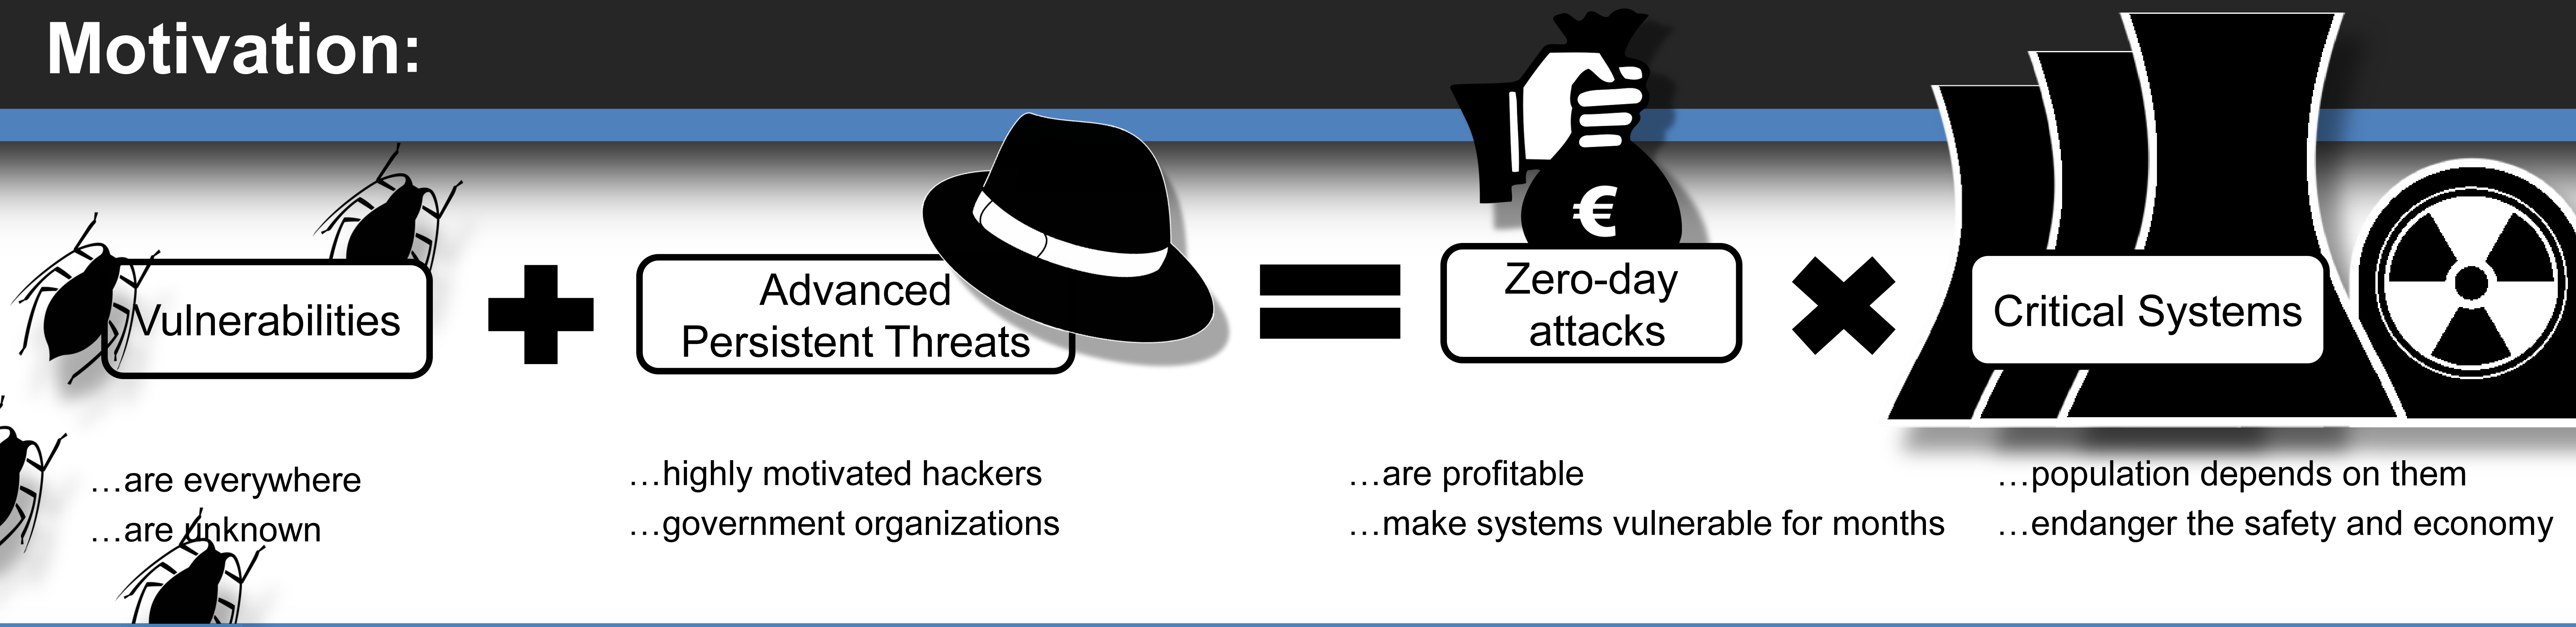 Motivation:
€
Vulnerabilities
Advanced
Persistent Threats
Zero-day
attacks
Critical Systems
…are everywhere
…are unknown
…highly motivated hackers
…government organizations
…are profitable
…make systems vulnerable for months
…population depends on them
…endanger the safety and economy